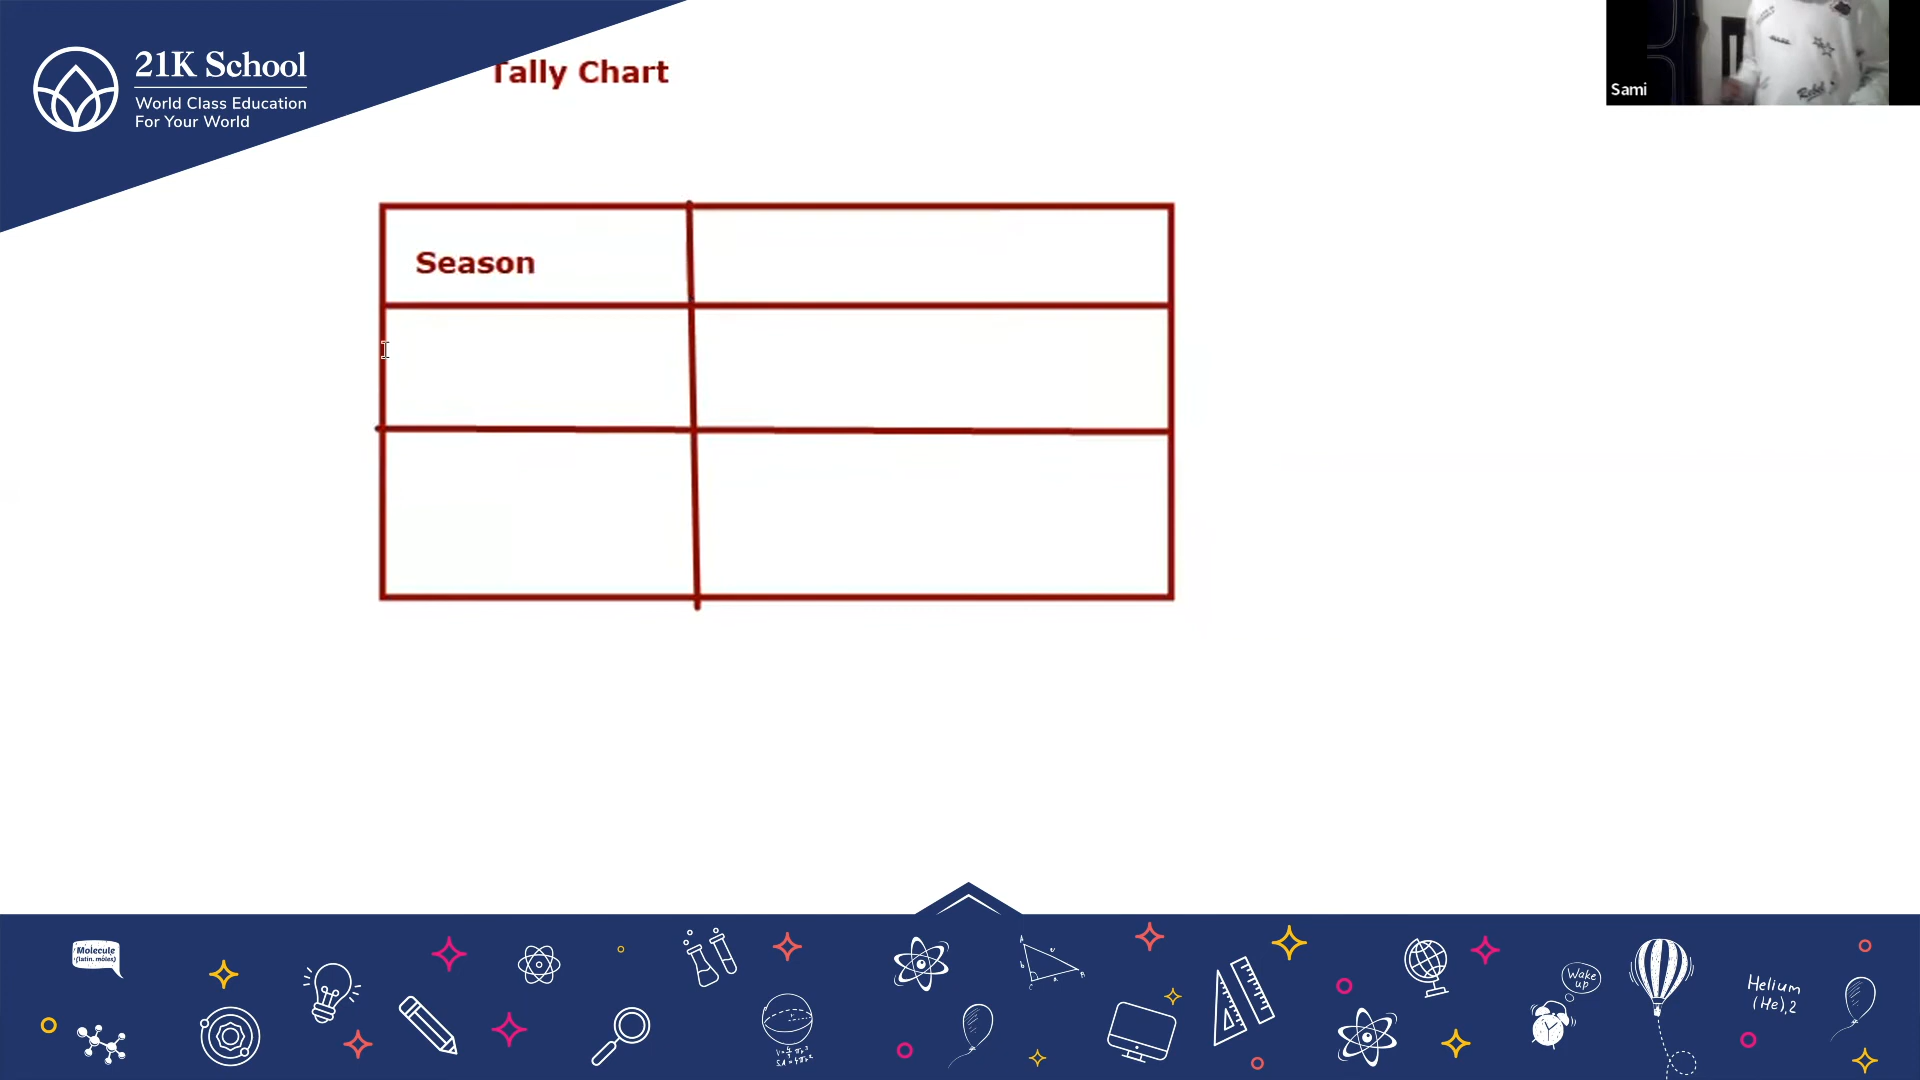 21K School
World Class Education
For Your World
Tally Chart
Sami
Season
Molecule
(latin. moles)
Wake
up
Helium
(He),2